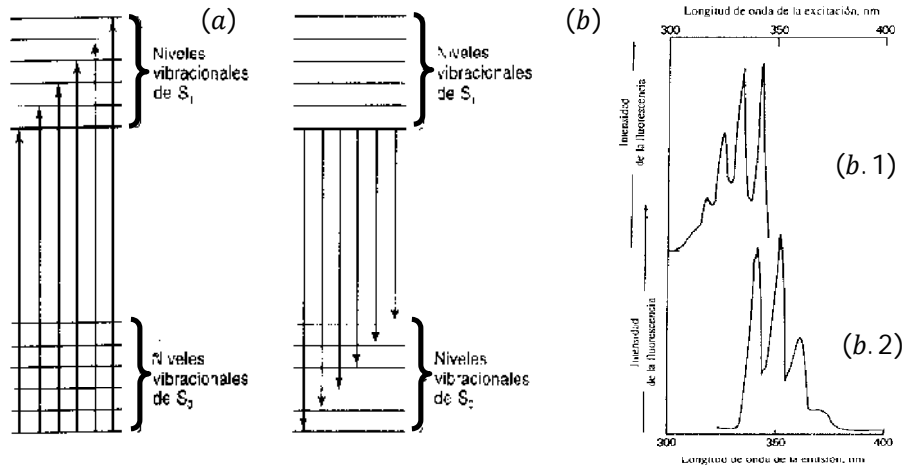 (a)
Niveles
vibracionales
de S₁
Niveles
vibracionales
de S₁
N veles
vibracionales
de S₀
Niveles
vibracionales
de S₀
(b)
Longitud de onda de la excitación, nm
300
350
400
Intensidad
de la fluorescencia
(b.1)
Intensidad
de la fluorescencia
(b.2)
300
350
400
Longitud de onda de la emisión, nm